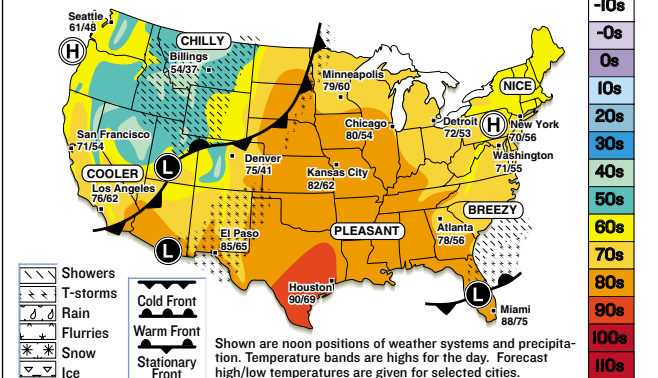 Seattle
61/48
H
CHILLY
Billings
54/37
Minneapolis
79/60
NICE
San Francisco
71/54
L
Denver
75/41
Chicago
80/54
Detroit
72/53
H
New York
70/56
Washington
71/55
COOLER
Los Angeles
76/62
Kansas City
82/62
BREEZY
El Paso
85/65
PLEASANT
Atlanta
78/56
L
Houston
90/69
L
Miami
88/75
-10s
-0s
0s
10s
20s
30s
40s
50s
60s
70s
80s
90s
100s
110s
Showers
T-storms
Rain
Flurries
Snow
Ice
Cold Front
Warm Front
Stationary
Front
Shown are noon positions of weather systems and precipita-
tion. Temperature bands are highs for the day. Forecast
high/low temperatures are given for selected cities.